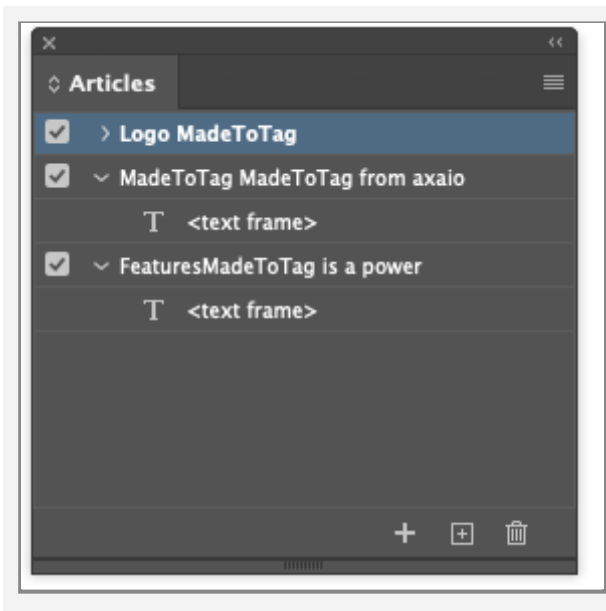 Articles
Logo MadeToTag
MadeToTag MadeToTag from axaio
T <text frame>
FeaturesMadeToTag is a power
T <text frame>